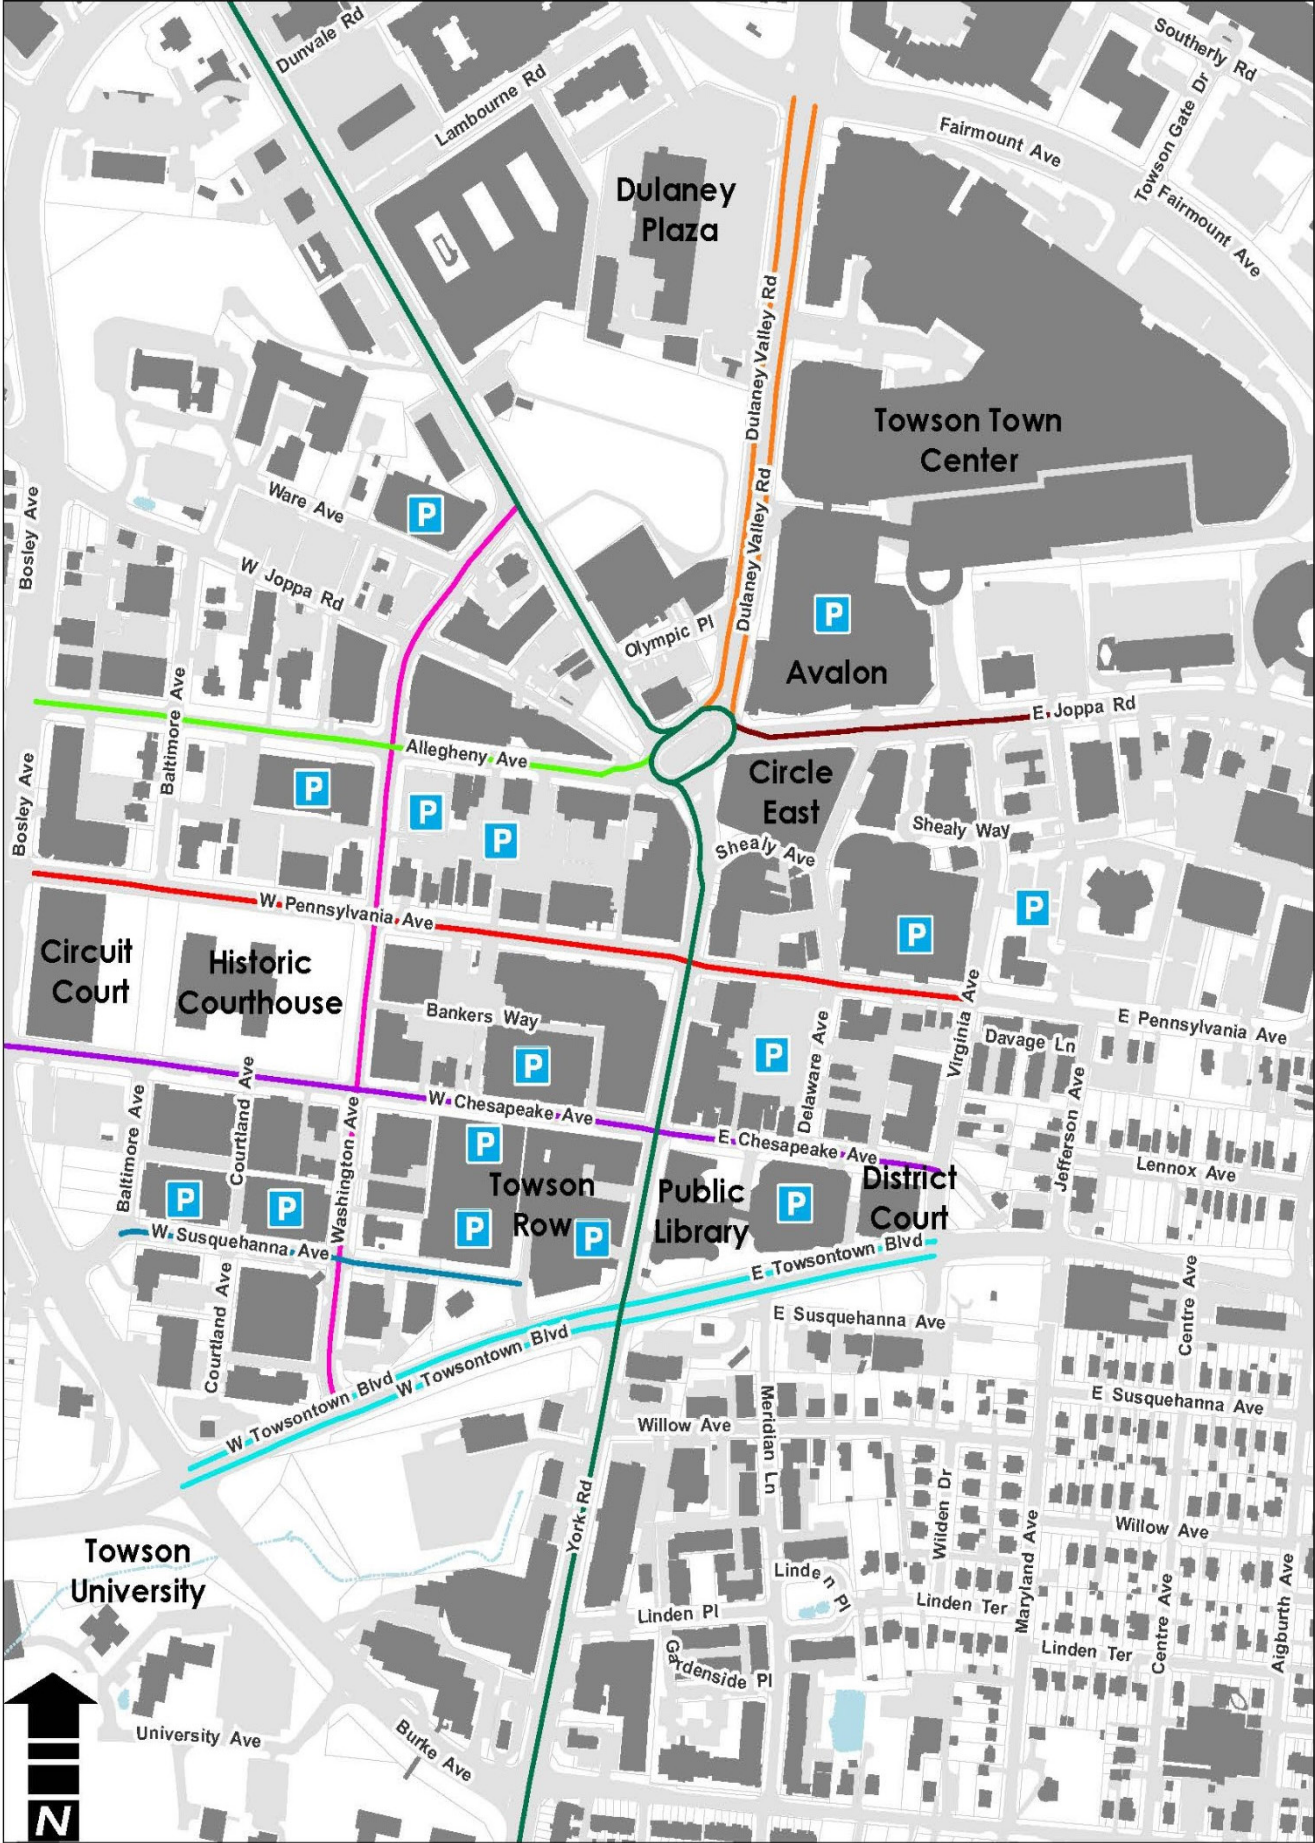 Dunvale Rd
Southerly Rd
Lambourne Rd
Towson Gate Dr
Fairmount Ave
Fairmount Ave
Dulaney
Plaza
Dulaney Valley Rd
Towson Town
Center
Dulaney Valley Rd
Bosley Ave
Ware Ave
P
W Joppa Rd
Olympic Pl
P
Avalon
Baltimore Ave
E Joppa Rd
Allegheny Ave
Bosley Ave
P
P
P
Circle
East
Shealy Way
Shealy Ave
W Pennsylvania Ave
P
P
Circuit
Court
Historic
Courthouse
Bankers Way
Virginia Ave
E Pennsylvania Ave
Davage Ln
P
P
Delaware Ave
Baltimore Ave
Courtland Ave
Washington Ave
W Chesapeake Ave
E Chesapeake Ave
Jefferson Ave
Lennox Ave
P
P
P
P
Towson
Row
P
Public
Library
P
District
Court
W Susquehanna Ave
E Towsontown Blvd
Courtland Ave
E Susquehanna Ave
Centre Ave
W Towsontown Blvd
W Towsontown Blvd
E Susquehanna Ave
Willow Ave
Meridian Ln
York Rd
Wilden Dr
Maryland Ave
Willow Ave
Towson
University
Linden Pl
Linden Pl
Linden Ter
Linden Ter
Centre Ave
Aigburth Ave
Gardenside Pl
University Ave
Burke Ave
N